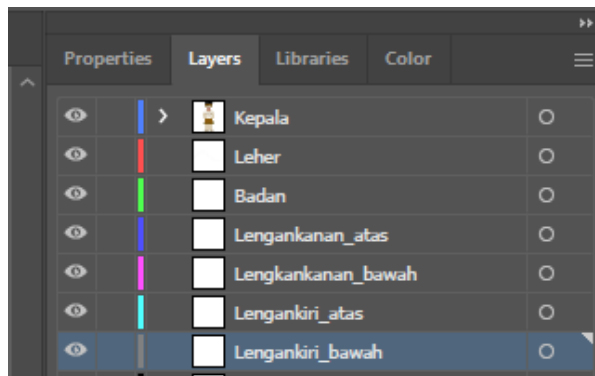 Properties Layers Libraries Color
Kepala
Leher
Badan
Lengankanan_atas
Lengkankanan_bawah
Lengankiri_atas
Lengankiri_bawah